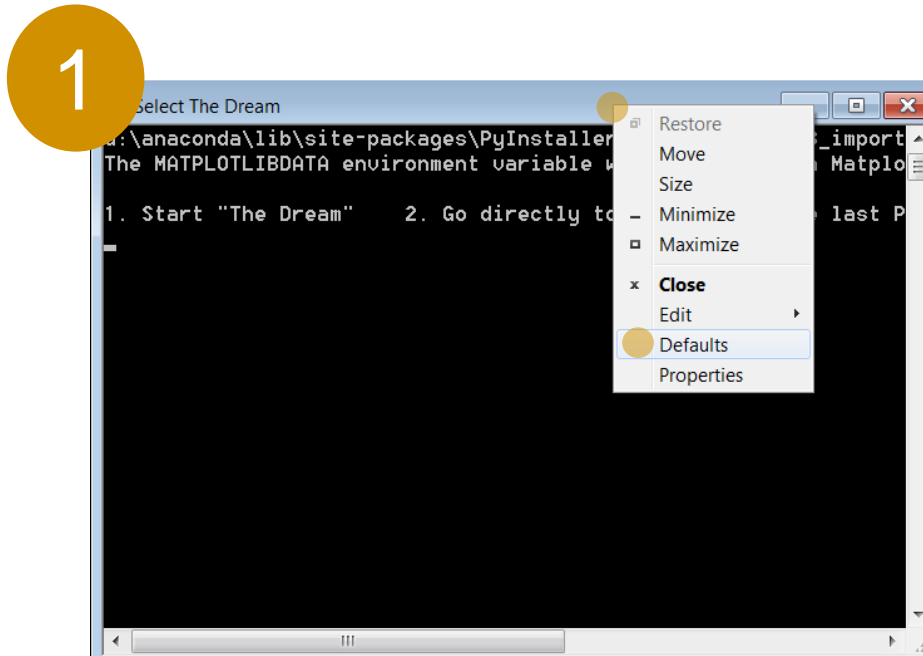 1
Select The Dream
d:\anaconda\lib\site-packages\PyInstaller _import
The MATPLOTLIBDATA environment variable Matplo
1. Start "The Dream" 2. Go directly to last P
Restore
Move
Size
Minimize
Maximize
Close
Edit
Defaults
Properties